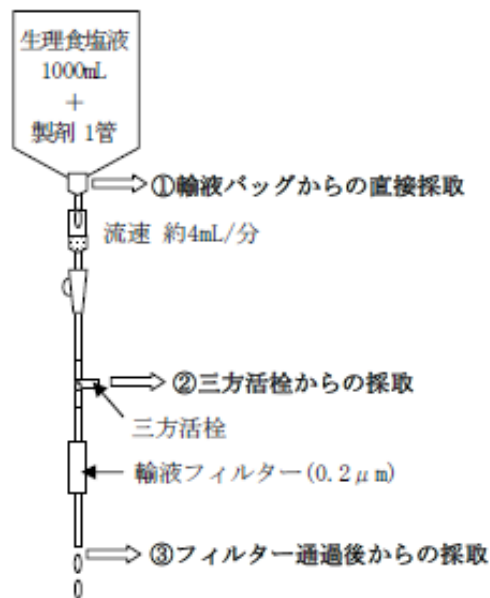 生理食塩液
1000mL
+
製剤 1管
①輸液バッグからの直接採取
流速 約4mL/分
②三方活栓からの採取
三方活栓
輸液フィルター(0.2μm)
③フィルター通過後からの採取